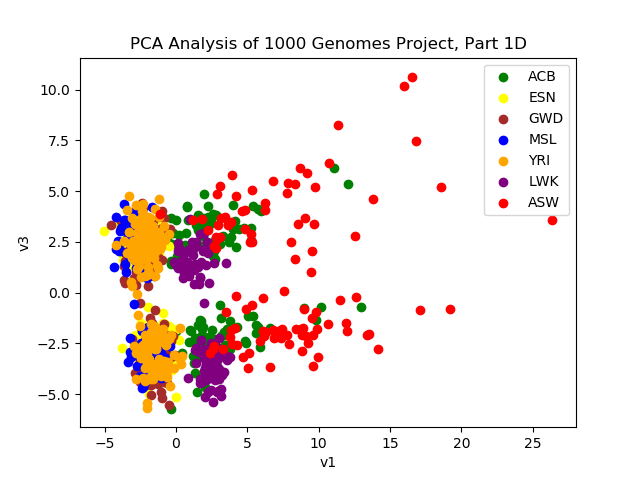 PCA Analysis of 1000 Genomes Project, Part 1D
ACB
ESN
GWD
MSL
YRI
LWK
ASW
10.0
7.5
5.0
2.5
0.0
−2.5
−5.0
v3
−5 0 5 10 15 20 25
v1